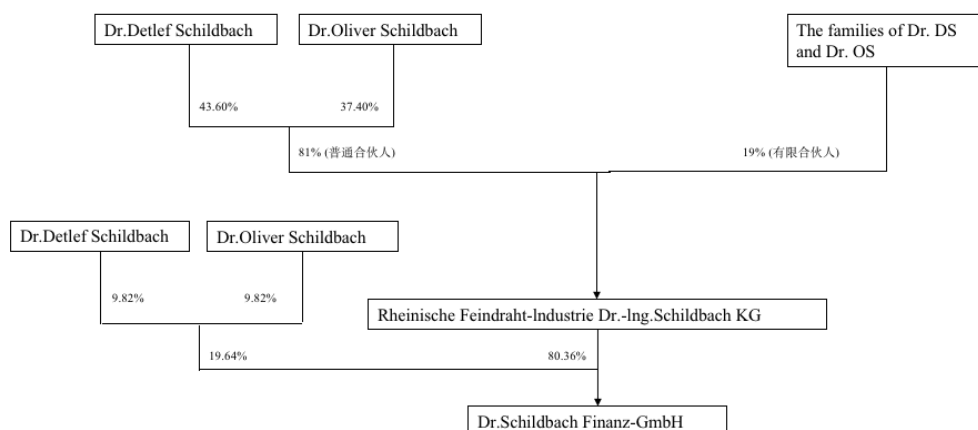 Dr.Detlef Schildbach
Dr.Oliver Schildbach
The families of Dr. DS
and Dr. OS
43.60%
37.40%
81% (普通合伙人)
19% (有限合伙人)
Dr.Detlef Schildbach
Dr.Oliver Schildbach
9.82%
9.82%
Rheinische Feindraht-lndustrie Dr.-lng.Schildbach KG
19.64%
80.36%
Dr.Schildbach Finanz-GmbH